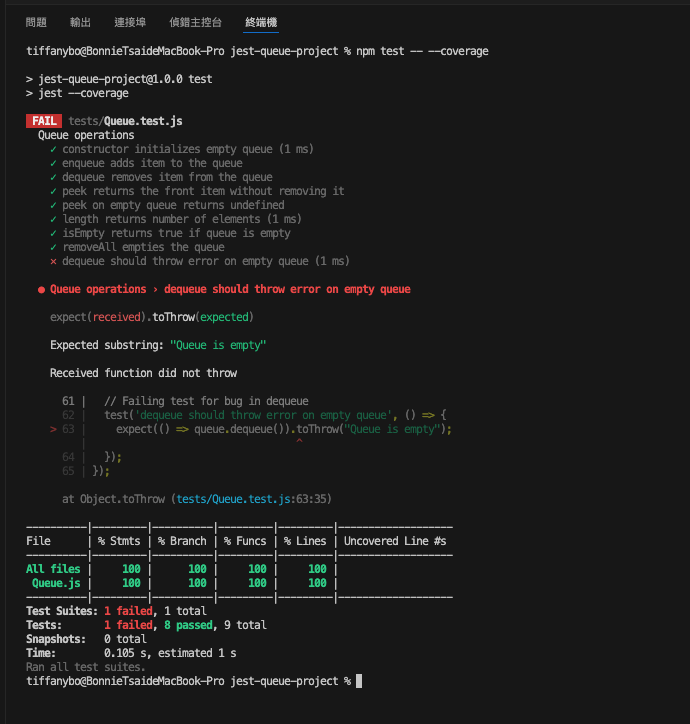 問題 輸出 連接埠 偵錯主控台 終端機
tiffanybo@BonnieTsaideMacBook-Pro jest-queue-project % npm test -- --coverage
> jest-queue-project@1.0.0 test
> jest --coverage
FAIL tests/Queue.test.js
Queue operations
✓ constructor initializes empty queue (1 ms)
✓ enqueue adds item to the queue
✓ dequeue removes item from the queue
✓ peek returns the front item without removing it
✓ peek on empty queue returns undefined
✓ length returns number of elements (1 ms)
✓ isEmpty returns true if queue is empty
✓ removeAll empties the queue
✕ dequeue should throw error on empty queue (1 ms)
● Queue operations › dequeue should throw error on empty queue
expect(received).toThrow(expected)
Expected substring: "Queue is empty"
Received function did not throw
61 | // Failing test for bug in dequeue
62 | test('dequeue should throw error on empty queue', () => {
> 63 | expect(() => queue.dequeue()).toThrow("Queue is empty");
| ^
64 | });
65 | });
at Object.toThrow (tests/Queue.test.js:63:35)
----------|---------|----------|---------|---------|-------------------
File | % Stmts | % Branch | % Funcs | % Lines | Uncovered Line #s
----------|---------|----------|---------|---------|-------------------
All files | 100 | 100 | 100 | 100 |
Queue.js | 100 | 100 | 100 | 100 |
----------|---------|----------|---------|---------|-------------------
Test Suites: 1 failed, 1 total
Tests: 1 failed, 8 passed, 9 total
Snapshots: 0 total
Time: 0.105 s, estimated 1 s
Ran all test suites.
tiffanybo@BonnieTsaideMacBook-Pro jest-queue-project %